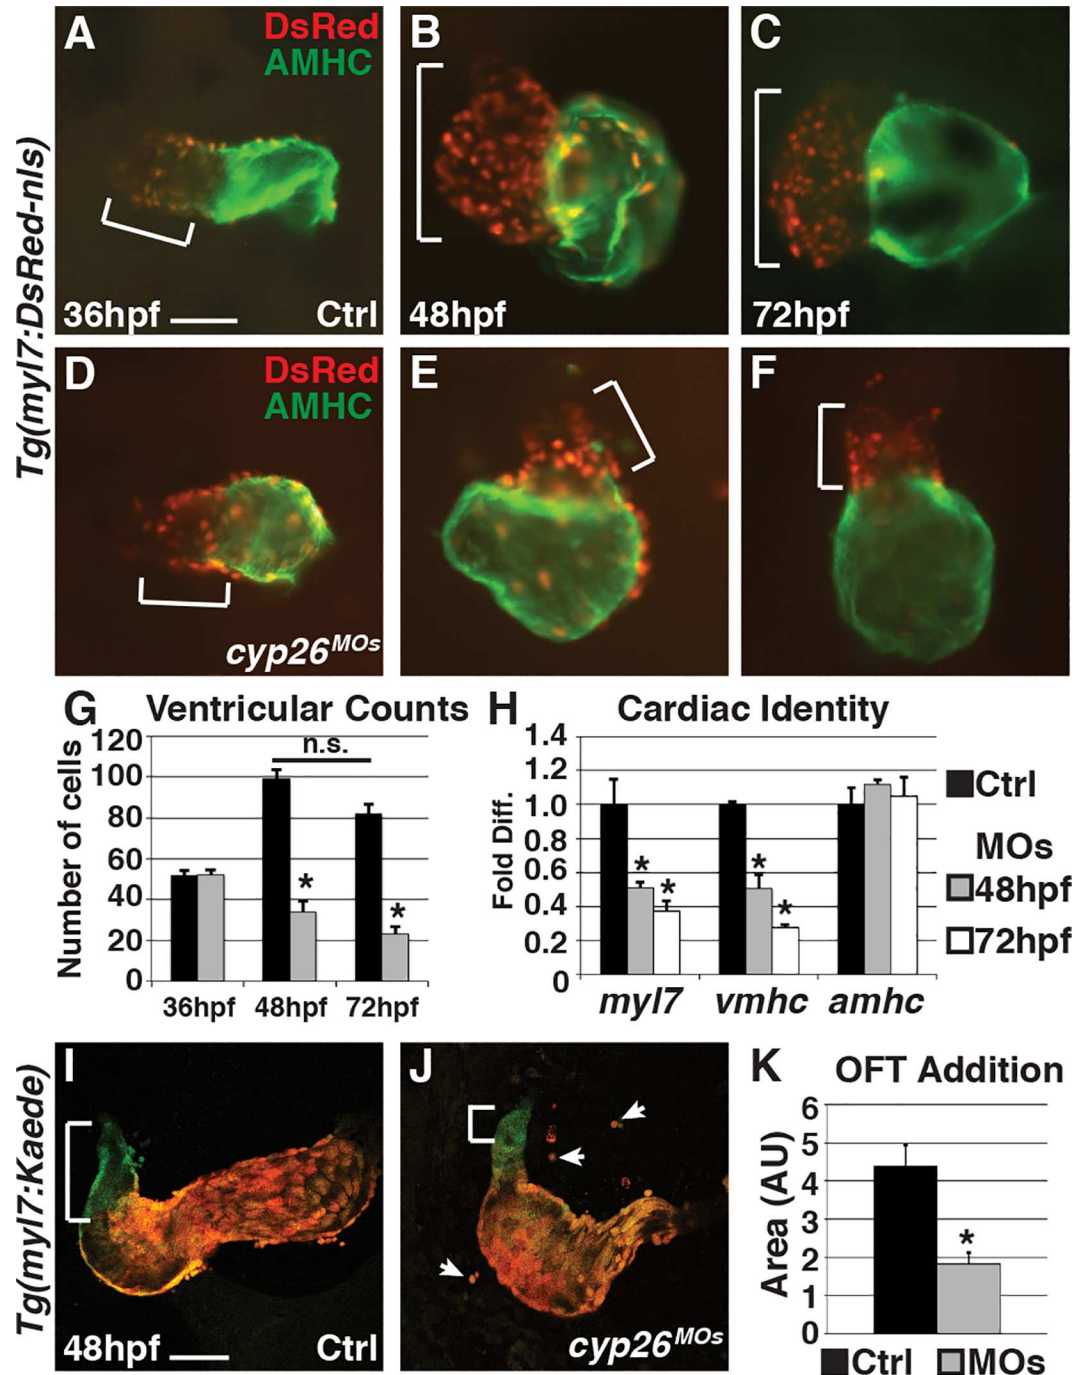 A
DsRed
AMHC
B
C
Tg(myl7:DsRed-nls)
36hpf
Ctrl
48hpf
72hpf
D
DsRed
AMHC
E
F
cyp26MOs
G Ventricular Counts
n.s.
Number of cells
120
100
80
60
40
20
0
*
*
36hpf 48hpf 72hpf
H Cardiac Identity
Fold Diff.
1.4
1.2
1.0
0.8
0.6
0.4
0.2
0
* *
* *
myl7 vmhc amhc
Ctrl
MOs
48hpf
72hpf
Tg(myl7:Kaede)
I
48hpf
Ctrl
J
cyp26MOs
K OFT Addition
Area (AU)
6
5
4
3
2
1
0
*
Ctrl MOs